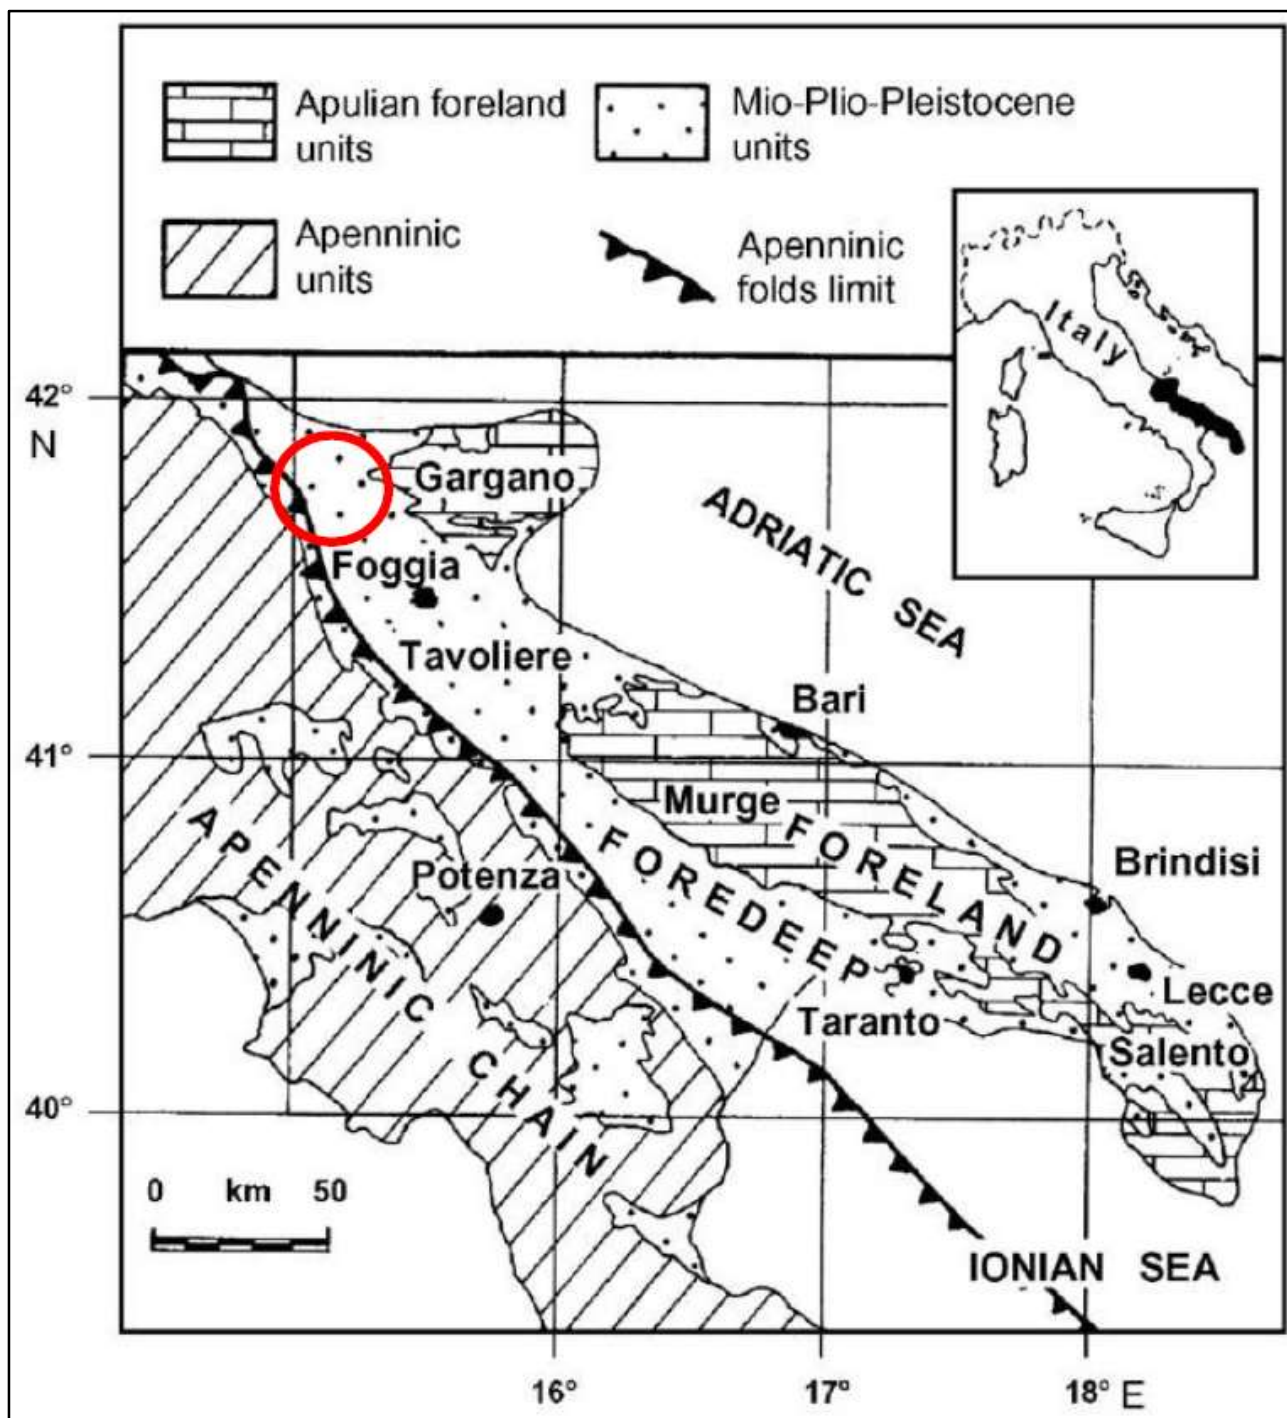 Apulian foreland
units
Mio-Plio-Pleistocene
units
Apenninic
units
Apenninic
folds limit
Italy
42°
N
Gargano
ADRIATIC SEA
Foggia
Tavoliere
Bari
41°
Murge
FORELAND
APENNINIC CHAIN
FOREDEEP
Brindisi
Potenza
Lecce
Taranto
Salento
40°
0 km 50
IONIAN SEA
16° 17° 18° E